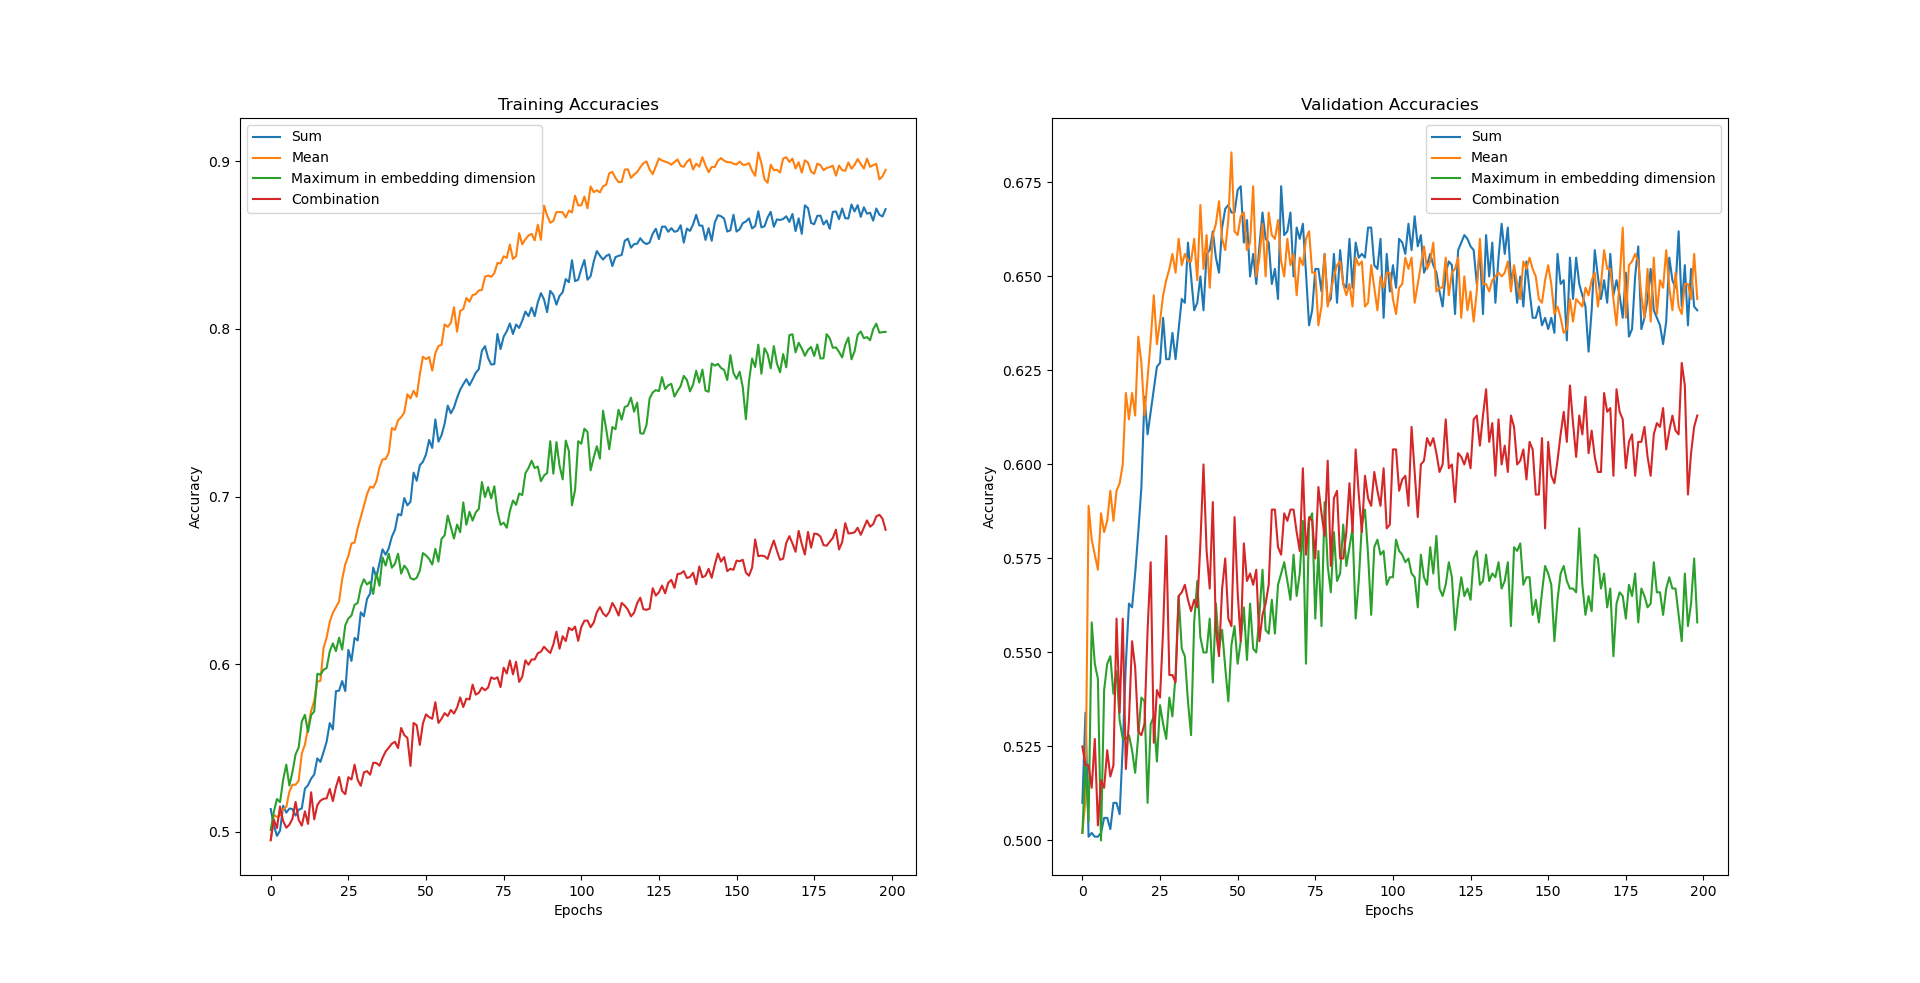 Training Accuracies
Sum
Mean
Maximum in embedding dimension
Combination
Accuracy
0.9
0.8
0.7
0.6
0.5
0 25 50 75 100 125 150 175 200
Epochs
Validation Accuracies
Sum
Mean
Maximum in embedding dimension
Combination
Accuracy
0.675
0.650
0.625
0.600
0.575
0.550
0.525
0.500
0 25 50 75 100 125 150 175 200
Epochs